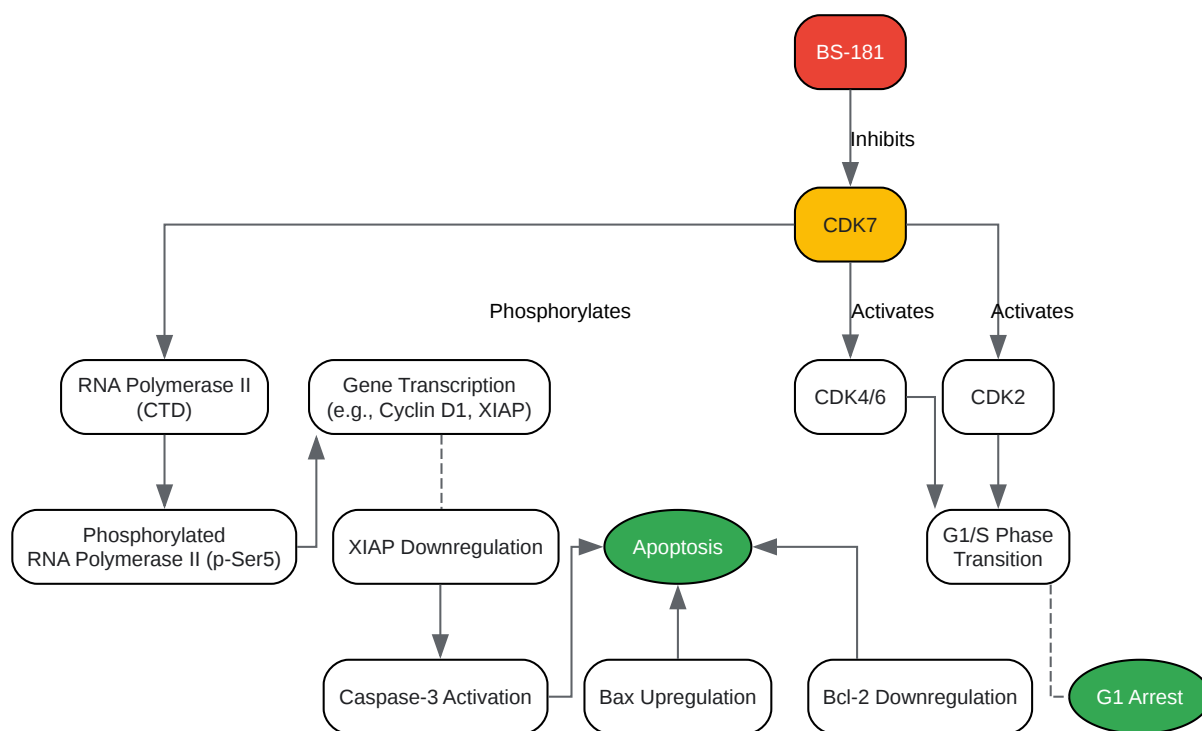 BS-181
Inhibits
CDK7
Phosphorylates
Activates
Activates
RNA Polymerase II
(CTD)
Gene Transcription
(e.g., Cyclin D1, XIAP)
CDK4/6
CDK2
Phosphorylated
RNA Polymerase II (p-Ser5)
XIAP Downregulation
Apoptosis
G1/S Phase
Transition
Caspase-3 Activation
Bax Upregulation
Bcl-2 Downregulation
G1 Arrest